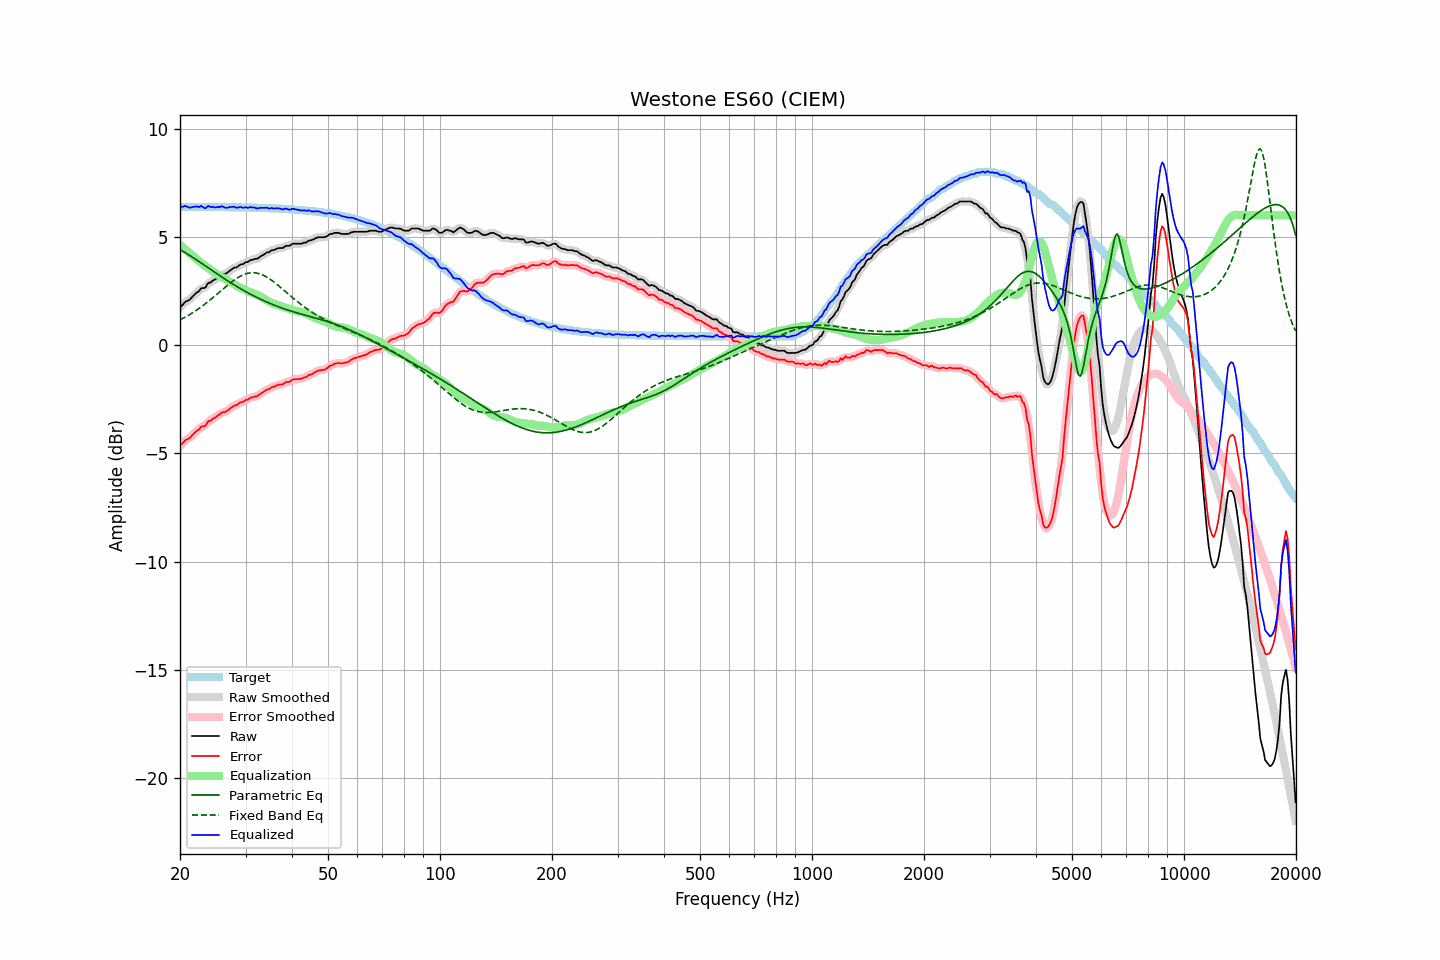 Westone ES60 (CIEM)
10
5
0
−5
−10
−15
−20
Amplitude (dBr)
Target
Raw Smoothed
Error Smoothed
Raw
Error
Equalization
Parametric Eq
Fixed Band Eq
Equalized
20 50 100 200 500 1000 2000 5000 10000 20000
Frequency (Hz)